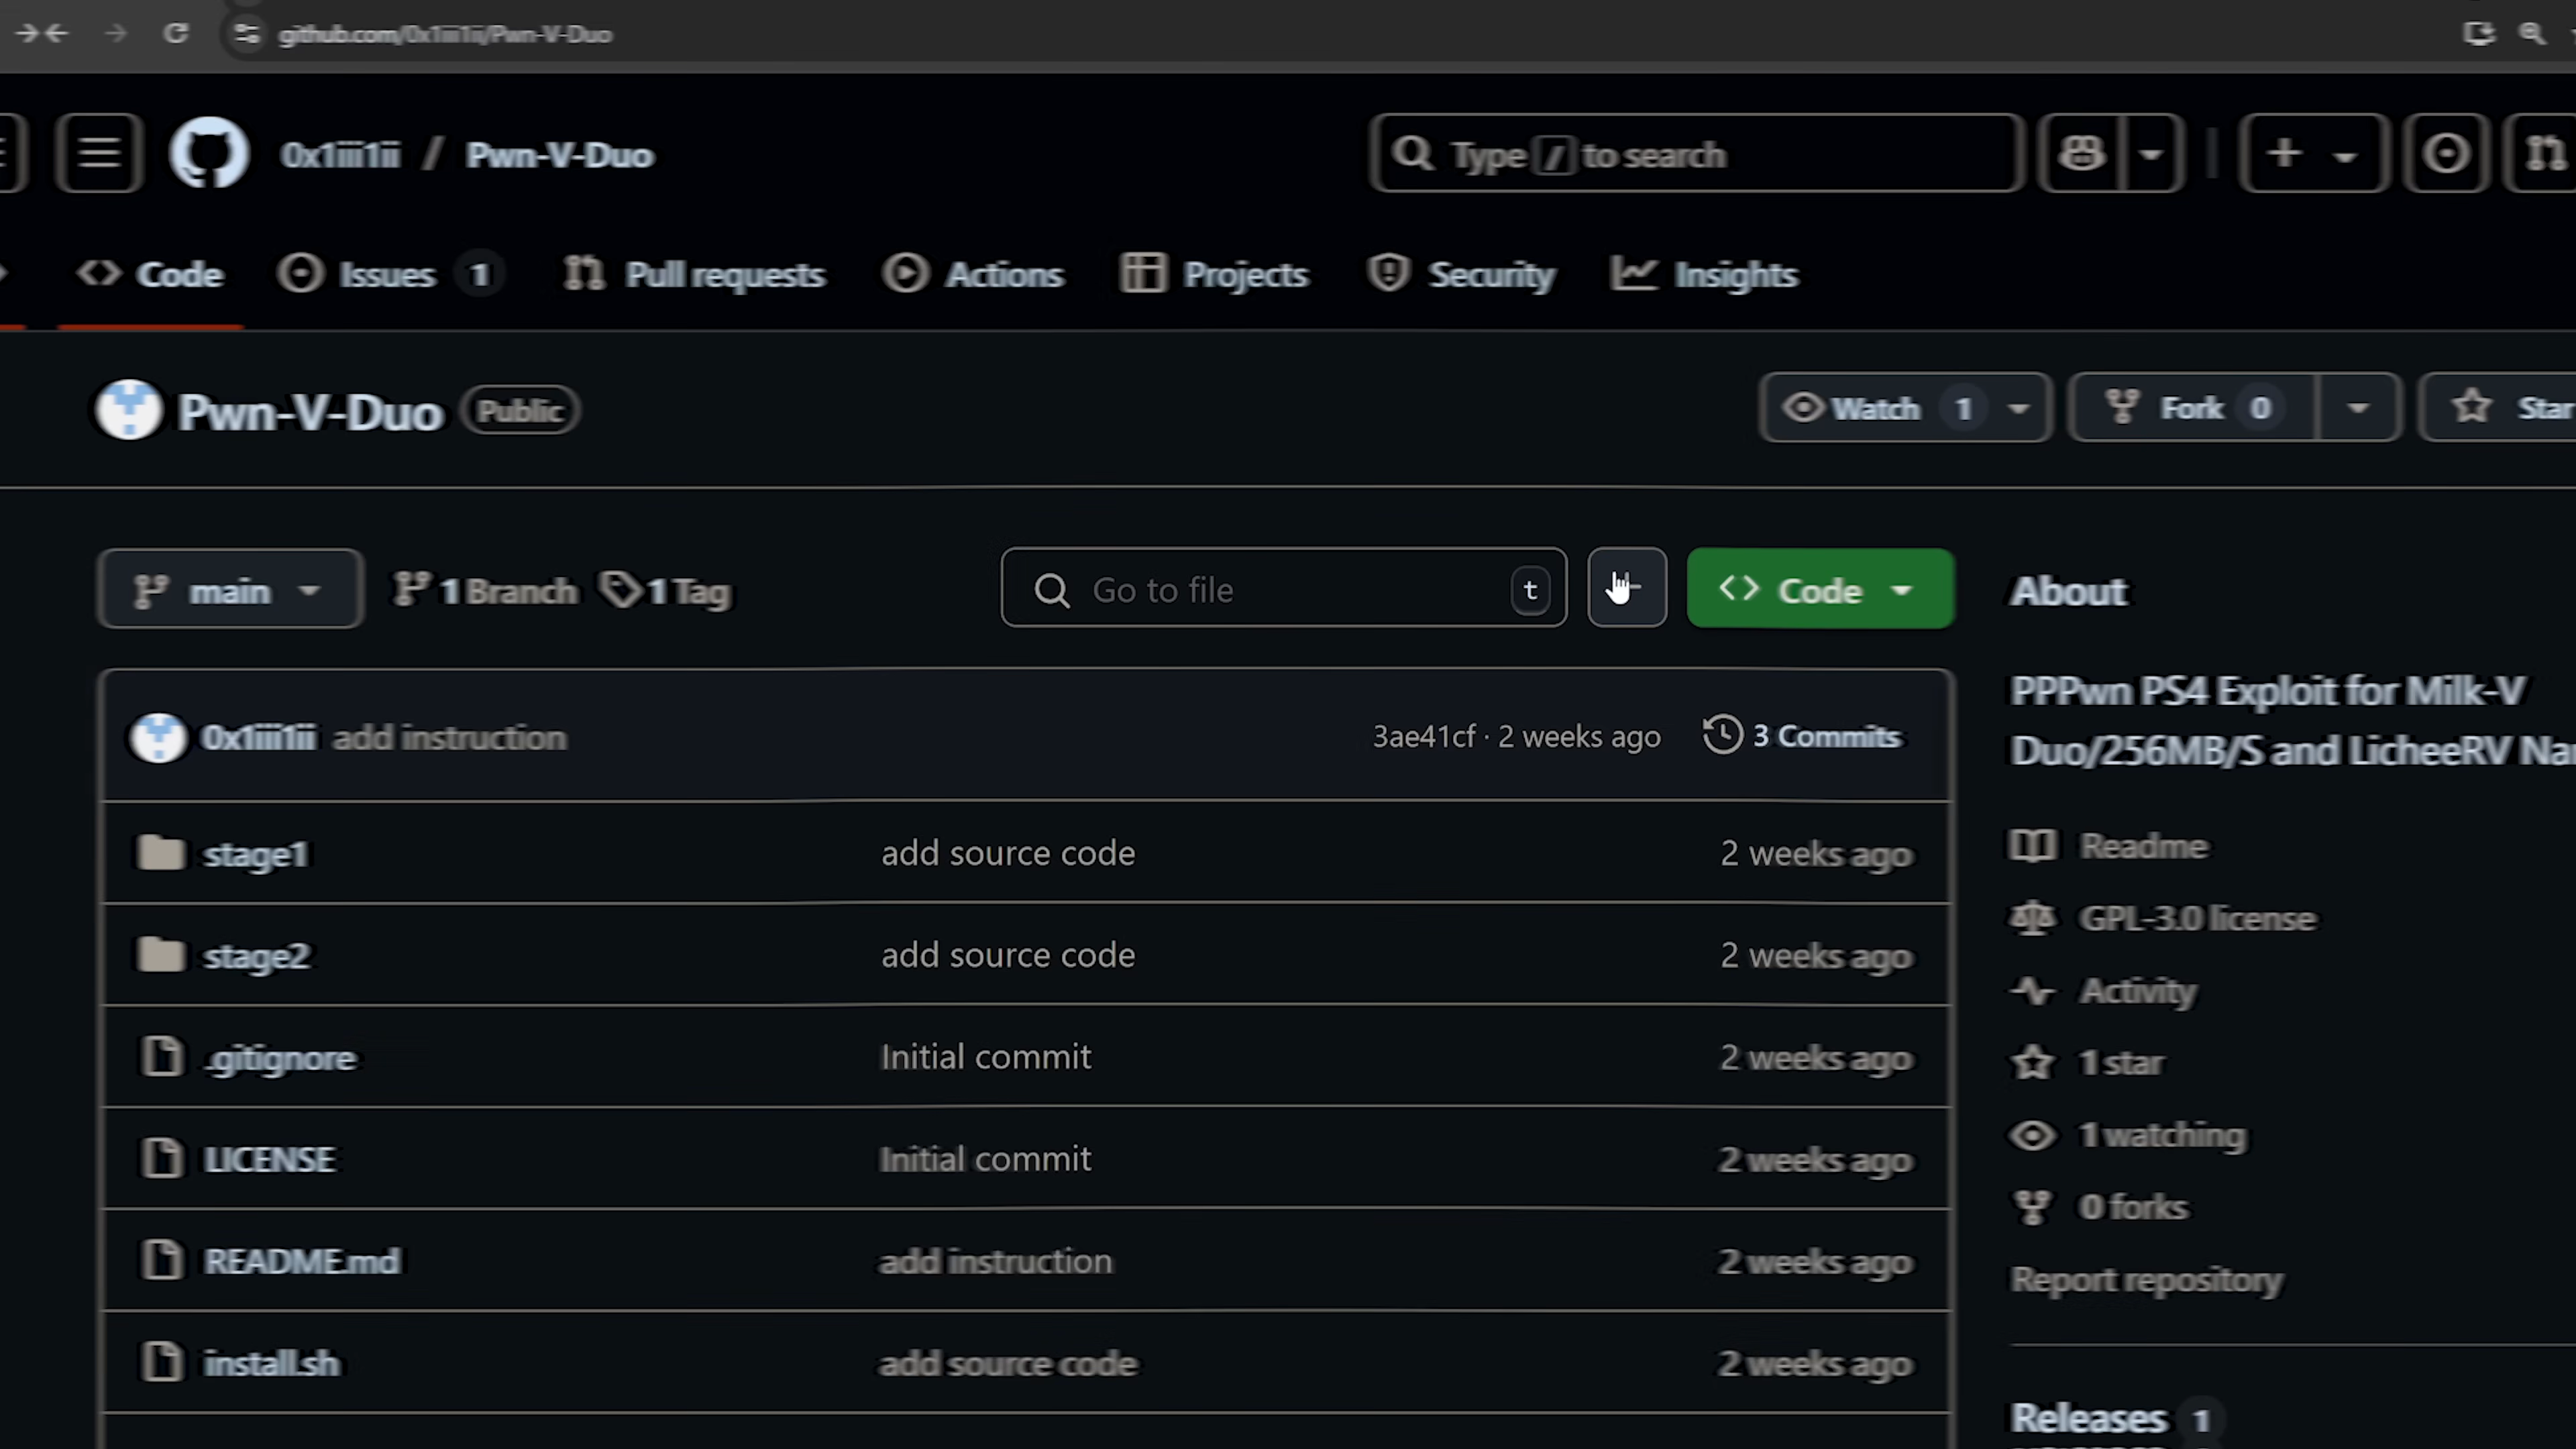 github.com/0x1iii1ii/Pwn-V-Duo
0x1iii1ii / Pwn-V-Duo
Type / to search
Code
Issues 1
Pull requests
Actions
Projects
Security
Insights
Pwn-V-Duo Public
Watch 1
Fork 0
Star
main
1 Branch
1 Tag
Go to file t
Code
About
0x1iii1ii add instruction 3ae41cf · 2 weeks ago 3 Commits
stage1 add source code 2 weeks ago
stage2 add source code 2 weeks ago
.gitignore Initial commit 2 weeks ago
LICENSE Initial commit 2 weeks ago
README.md add instruction 2 weeks ago
install.sh add source code 2 weeks ago
PPPwn PS4 Exploit for Milk-V
Duo/256MB/S and LicheeRV Na
Readme
GPL-3.0 license
Activity
1 star
1 watching
0 forks
Report repository
Releases 1